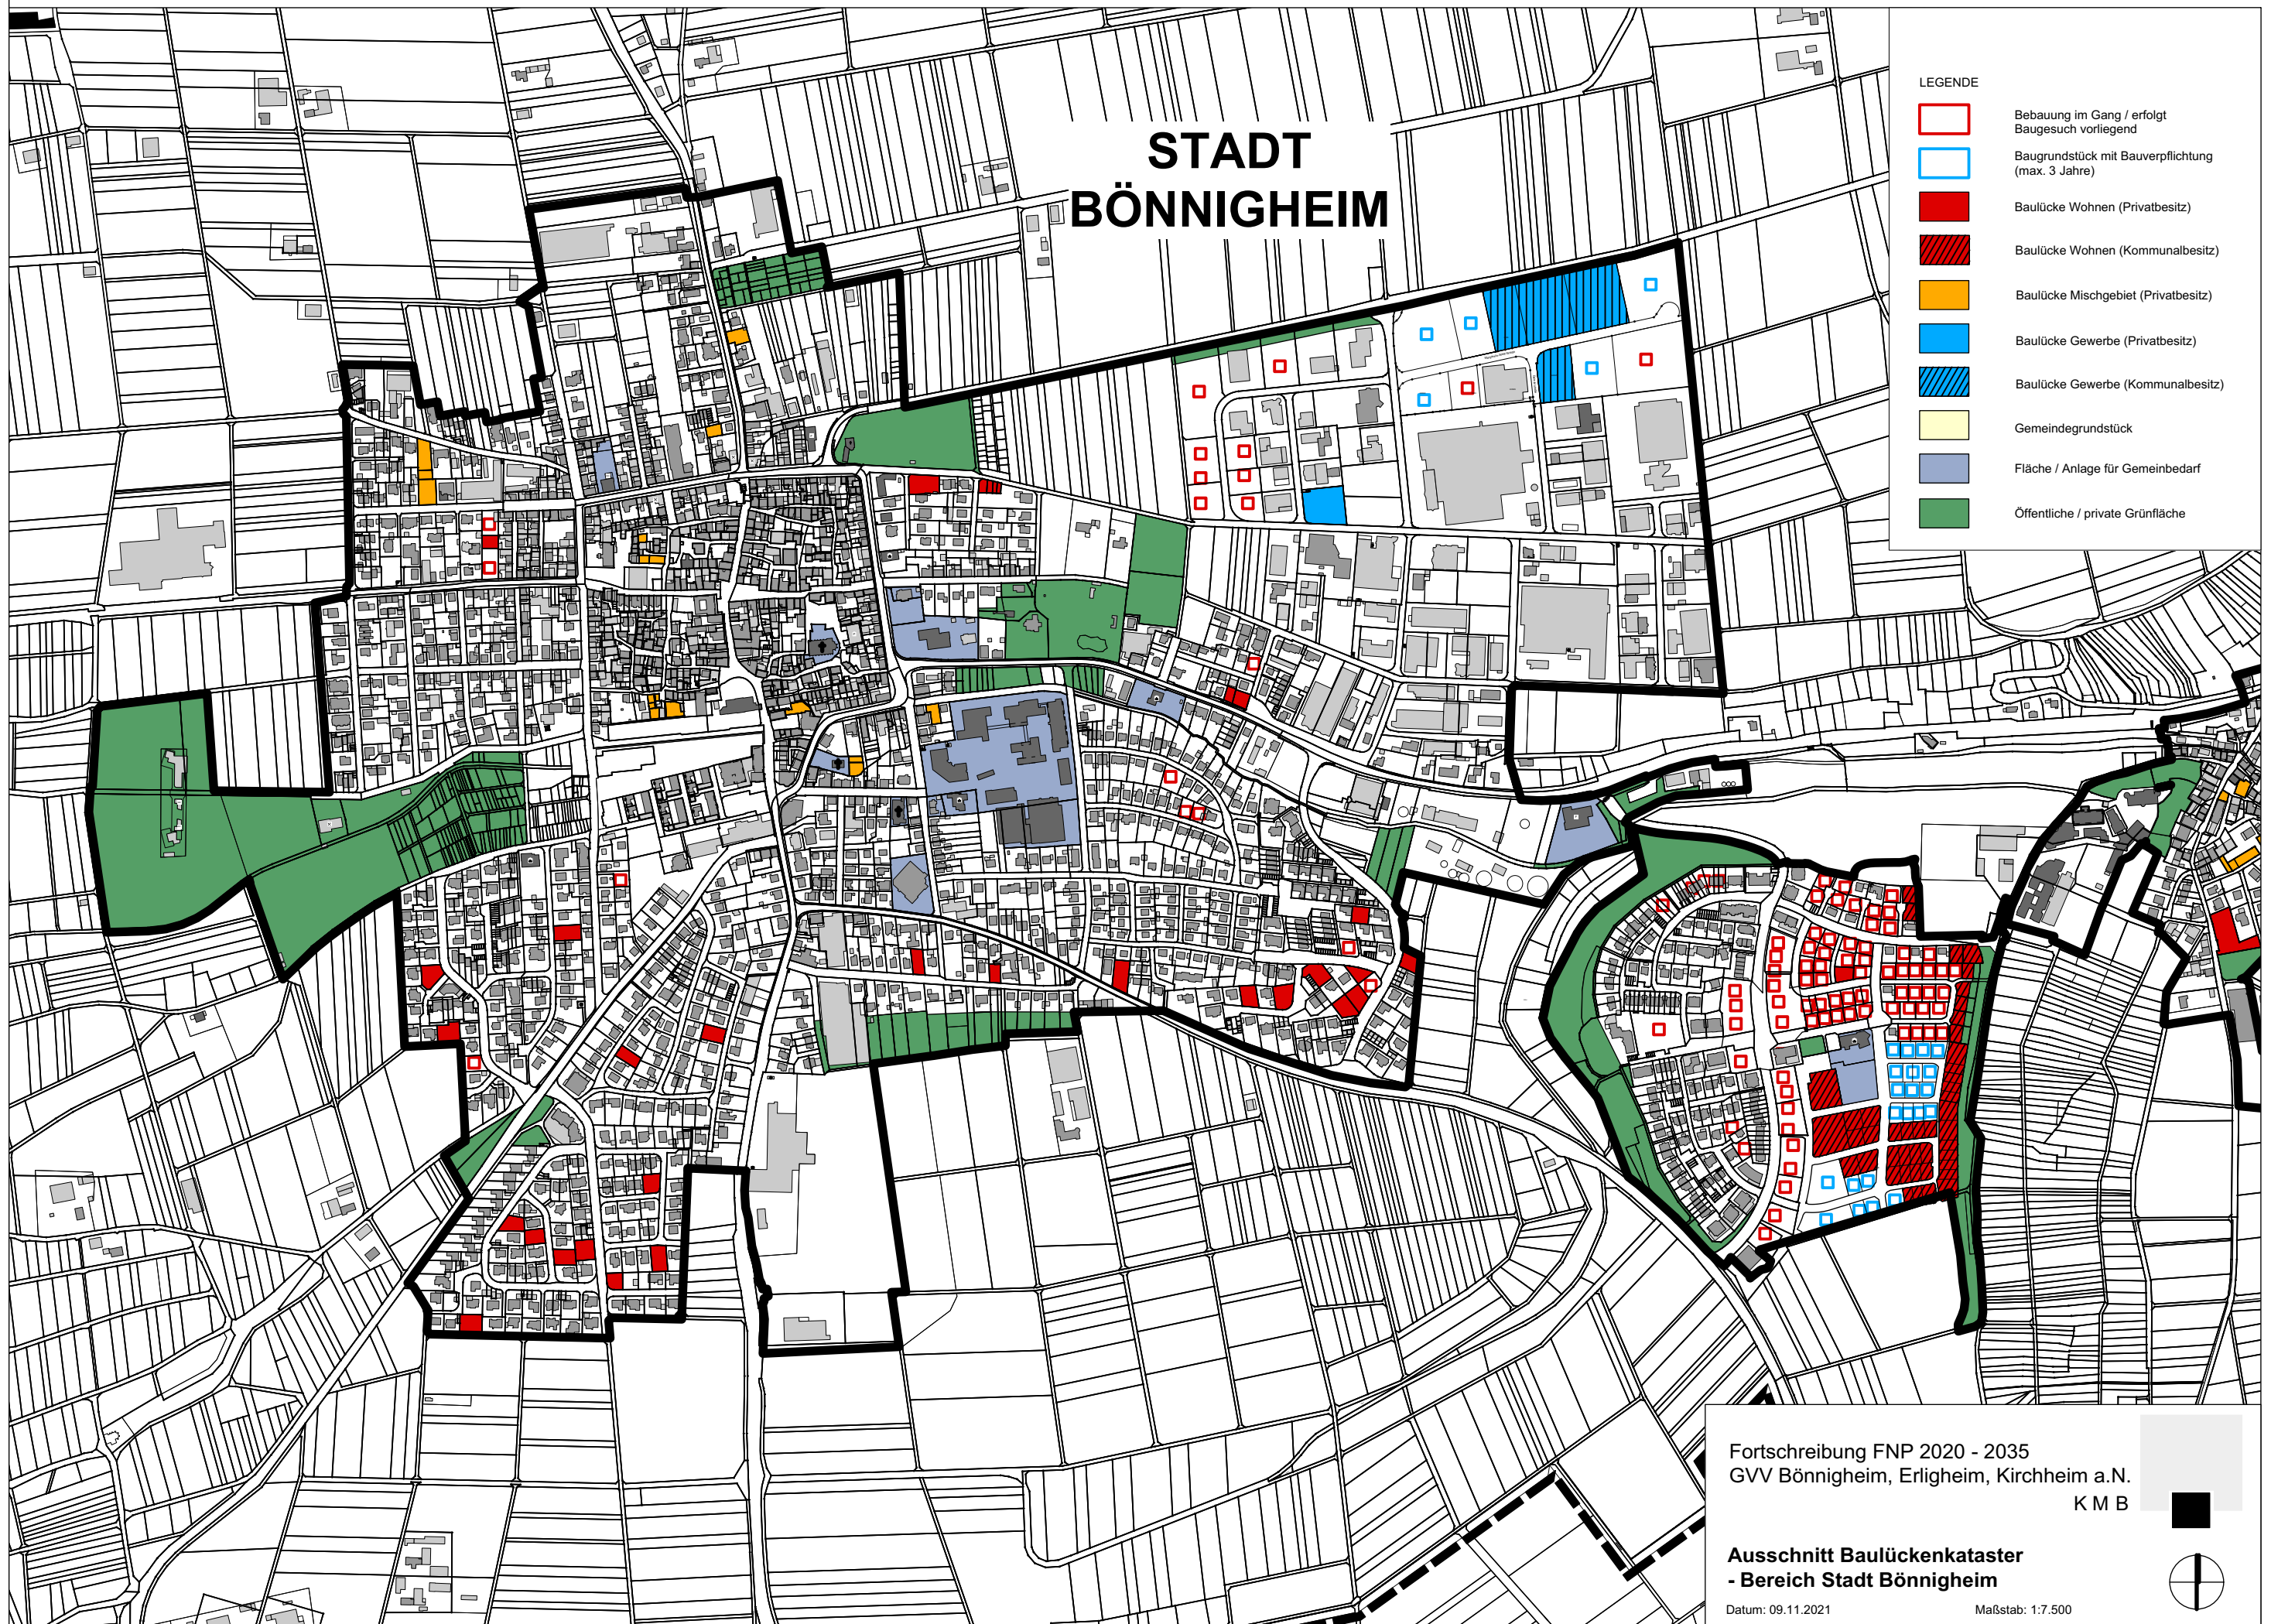 STADT
BÖNNIGHEIM
LEGENDE
Bebauung im Gang / erfolgt
Baugesuch vorliegend
Baugrundstück mit Bauverpflichtung
(max. 3 Jahre)
Baulücke Wohnen (Privatbesitz)
Baulücke Wohnen (Kommunalbesitz)
Baulücke Mischgebiet (Privatbesitz)
Baulücke Gewerbe (Privatbesitz)
Baulücke Gewerbe (Kommunalbesitz)
Gemeindegrundstück
Fläche / Anlage für Gemeinbedarf
Öffentliche / private Grünfläche
Fortschreibung FNP 2020 - 2035
GVV Bönnigheim, Erligheim, Kirchheim a.N.
K M B
Ausschnitt Baulückenkataster
- Bereich Stadt Bönnigheim
Datum: 09.11.2021
Maßstab: 1:7.500